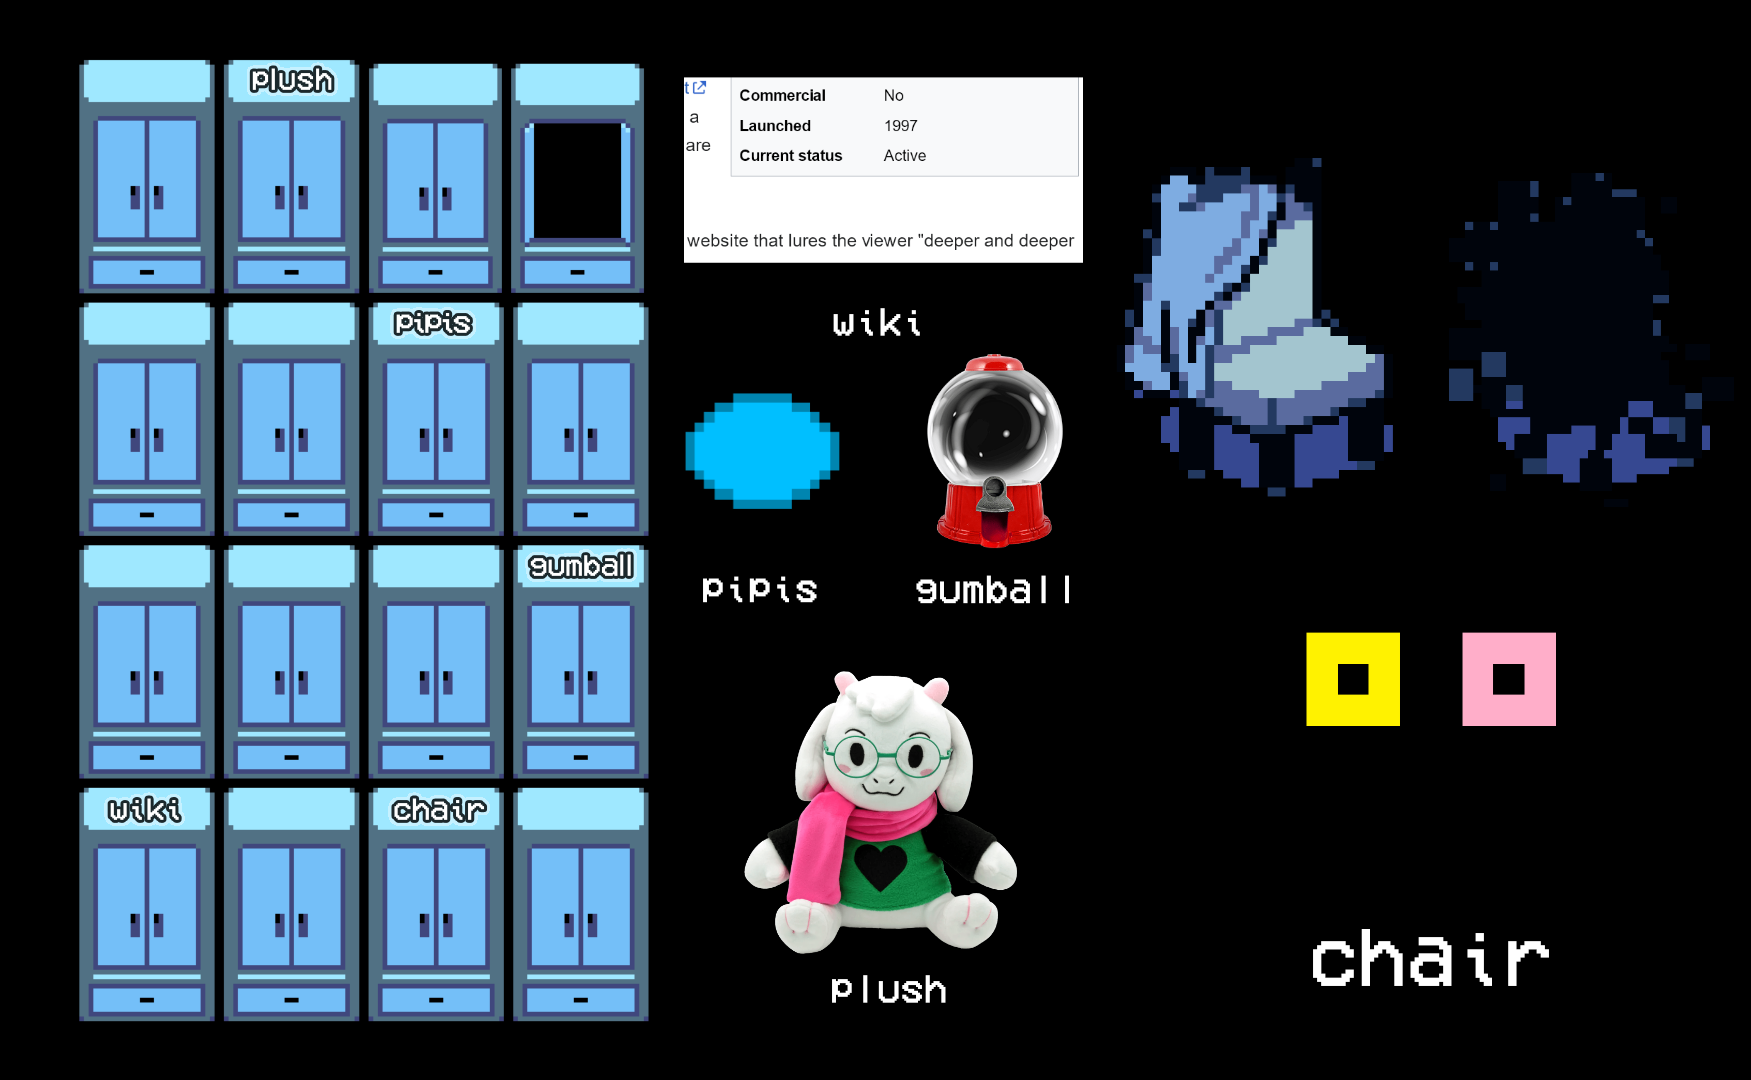 plush
pipis
gumball
wiki
chair
t
a
are
Commercial No
Launched 1997
Current status Active
website that lures the viewer "deeper and deeper
wiki
pipis
gumball
plush
chair